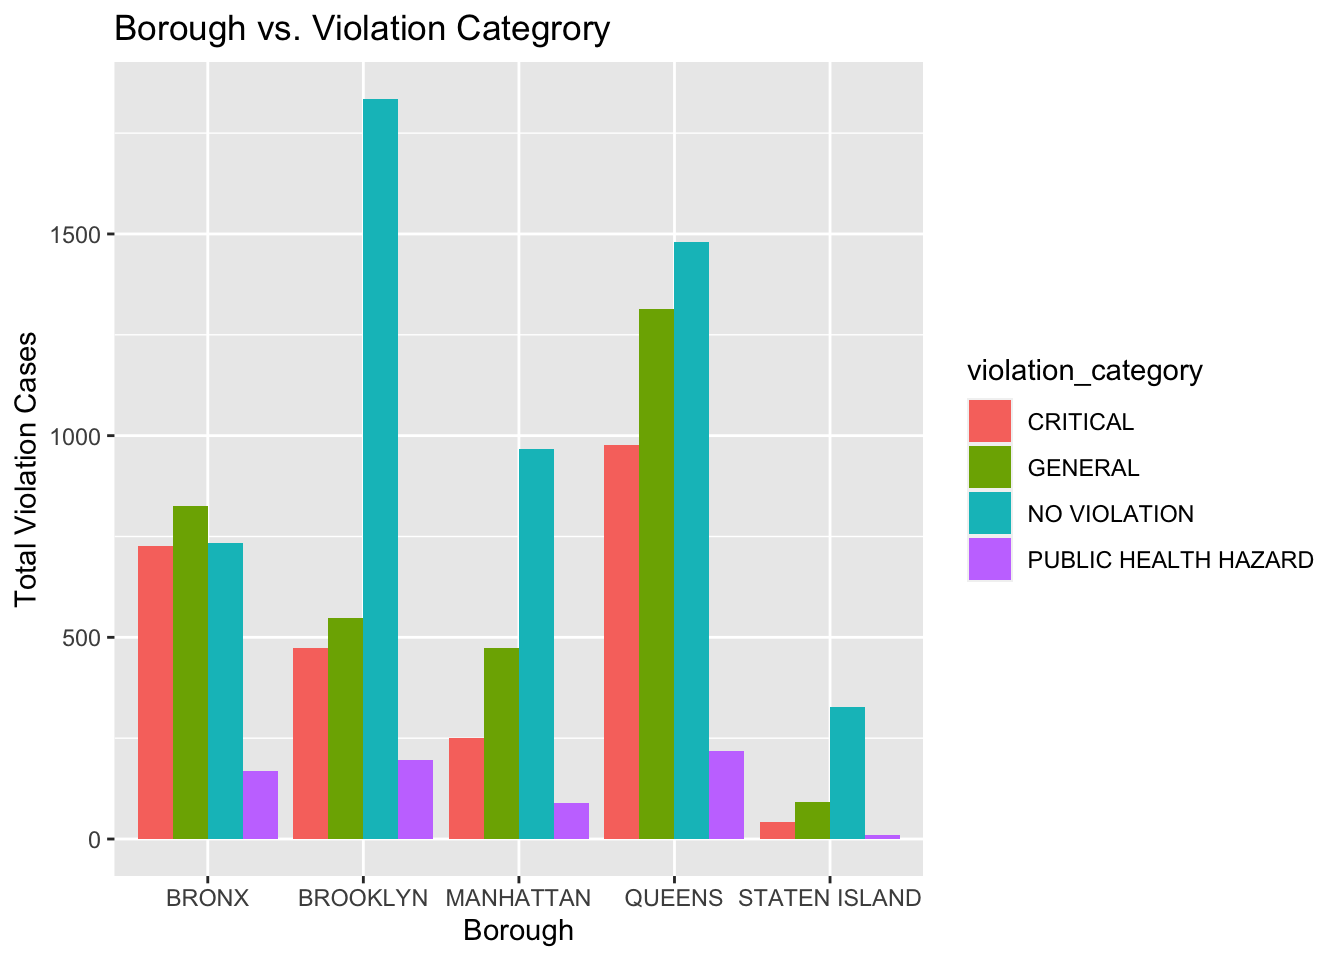 Borough vs. Violation Categrory
Total Violation Cases
1500
1000
500
0
BRONX BROOKLYN MANHATTAN QUEENS STATEN ISLAND
Borough
violation_category
CRITICAL
GENERAL
NO VIOLATION
PUBLIC HEALTH HAZARD